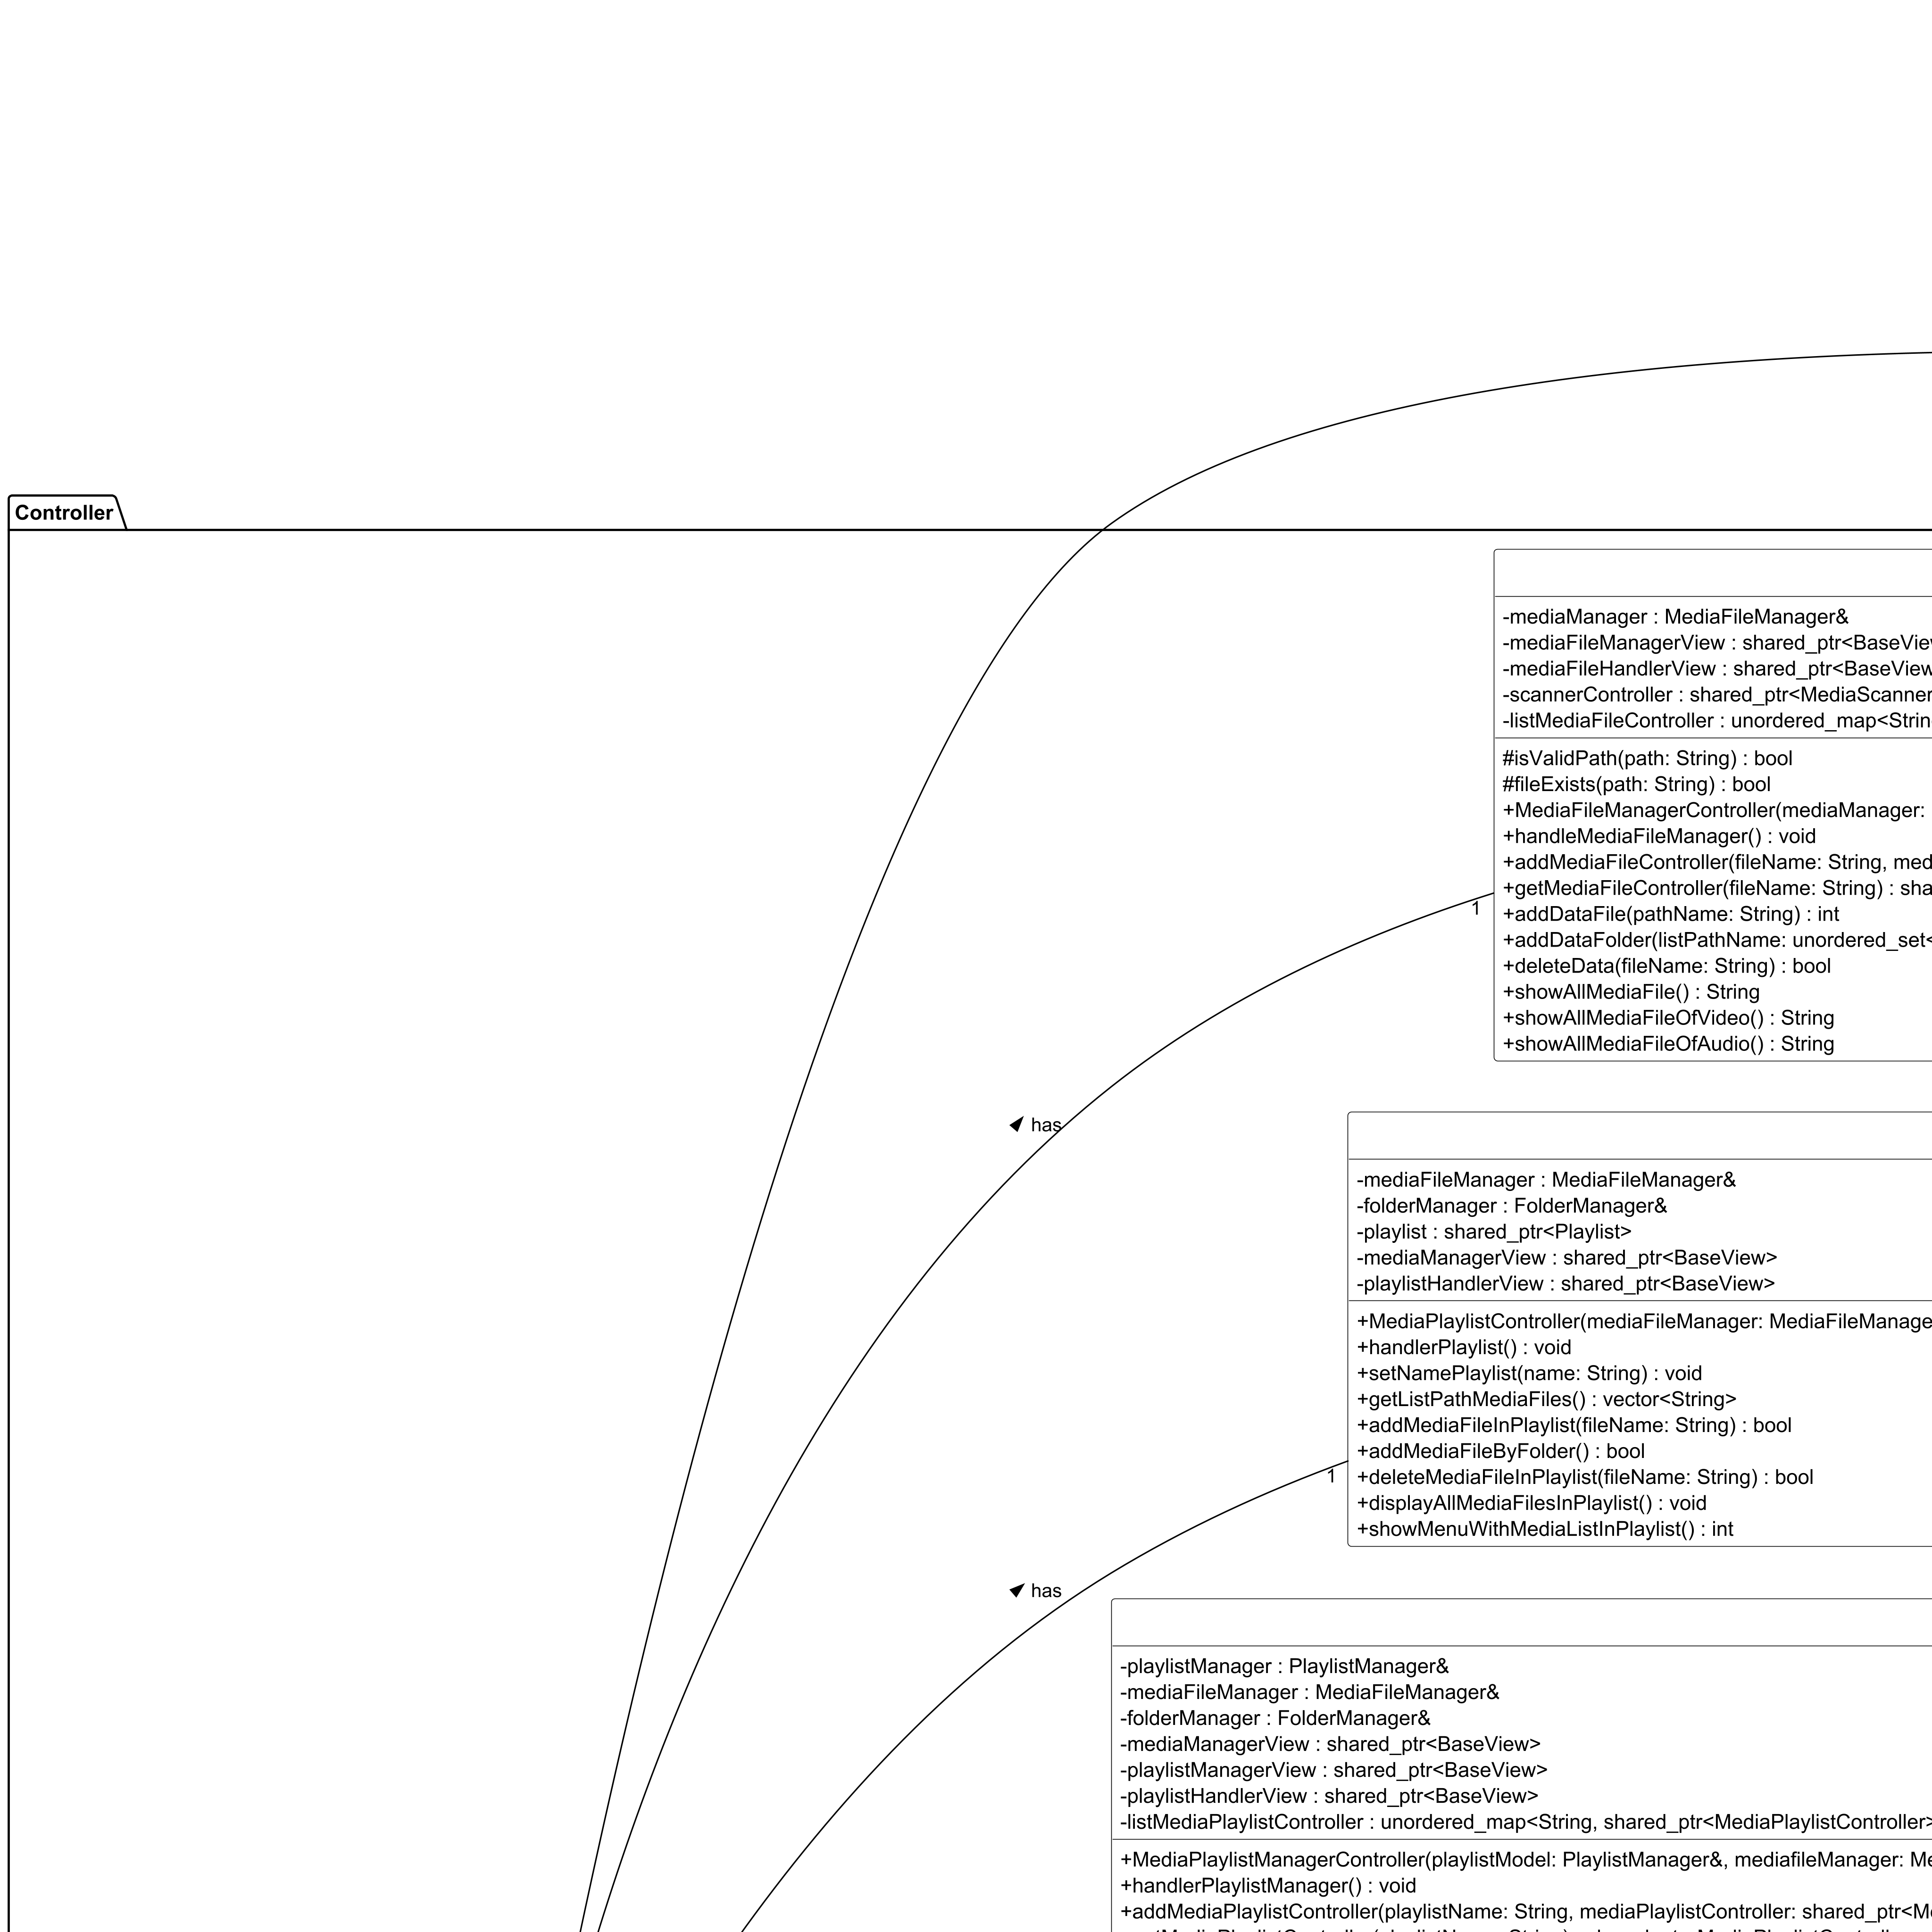 Controller
-mediaManager : MediaFileManager&
-mediaFileManagerView : shared_ptr<BaseView
-mediaFileHandlerView : shared_ptr<BaseView
-scannerController : shared_ptr<MediaScanner
-listMediaFileController : unordered_map<Strin
#isValidPath(path: String) : bool
#fileExists(path: String) : bool
+MediaFileManagerController(mediaManager:
+handleMediaFileManager() : void
+addMediaFileController(fileName: String, med
+getMediaFileController(fileName: String) : sha
1
+addDataFile(pathName: String) : int
+addDataFolder(listPathName: unordered_set<
+deleteData(fileName: String) : bool
+showAllMediaFile() : String
+showAllMediaFileOfVideo() : String
+showAllMediaFileOfAudio() : String
has
-mediaFileManager : MediaFileManager&
-folderManager : FolderManager&
-playlist : shared_ptr<Playlist>
-mediaManagerView : shared_ptr<BaseView>
-playlistHandlerView : shared_ptr<BaseView>
+MediaPlaylistController(mediaFileManager: MediaFileManage
+handlerPlaylist() : void
+setNamePlaylist(name: String) : void
+getListPathMediaFiles() : vector<String>
+addMediaFileInPlaylist(fileName: String) : bool
+addMediaFileByFolder() : bool
1
+deleteMediaFileInPlaylist(fileName: String) : bool
+displayAllMediaFilesInPlaylist() : void
+showMenuWithMediaListInPlaylist() : int
has
-playlistManager : PlaylistManager&
-mediaFileManager : MediaFileManager&
-folderManager : FolderManager&
-mediaManagerView : shared_ptr<BaseView>
-playlistManagerView : shared_ptr<BaseView>
-playlistHandlerView : shared_ptr<BaseView>
-listMediaPlaylistController : unordered_map<String, shared_ptr<MediaPlaylistController>
+MediaPlaylistManagerController(playlistModel: PlaylistManager&, mediafileManager: Me
+handlerPlaylistManager() : void
+addMediaPlaylistController(playlistName: String, mediaPlaylistController: shared_ptr<Me